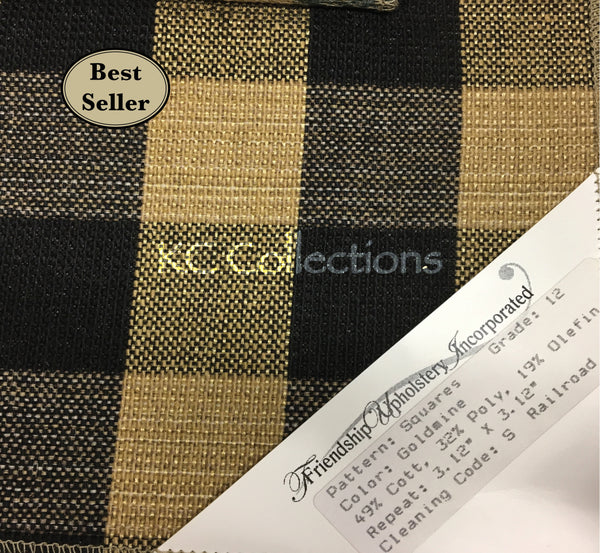 Best
Seller
KC Collections
Friendship Upholstery Incorporated
Pattern: Squares Grade: 12
Color: Goldmine
49% Cott, 32% Poly, 19% Olefin
Repeat: 3.12" X 3.12"
Cleaning Code: S Railroad